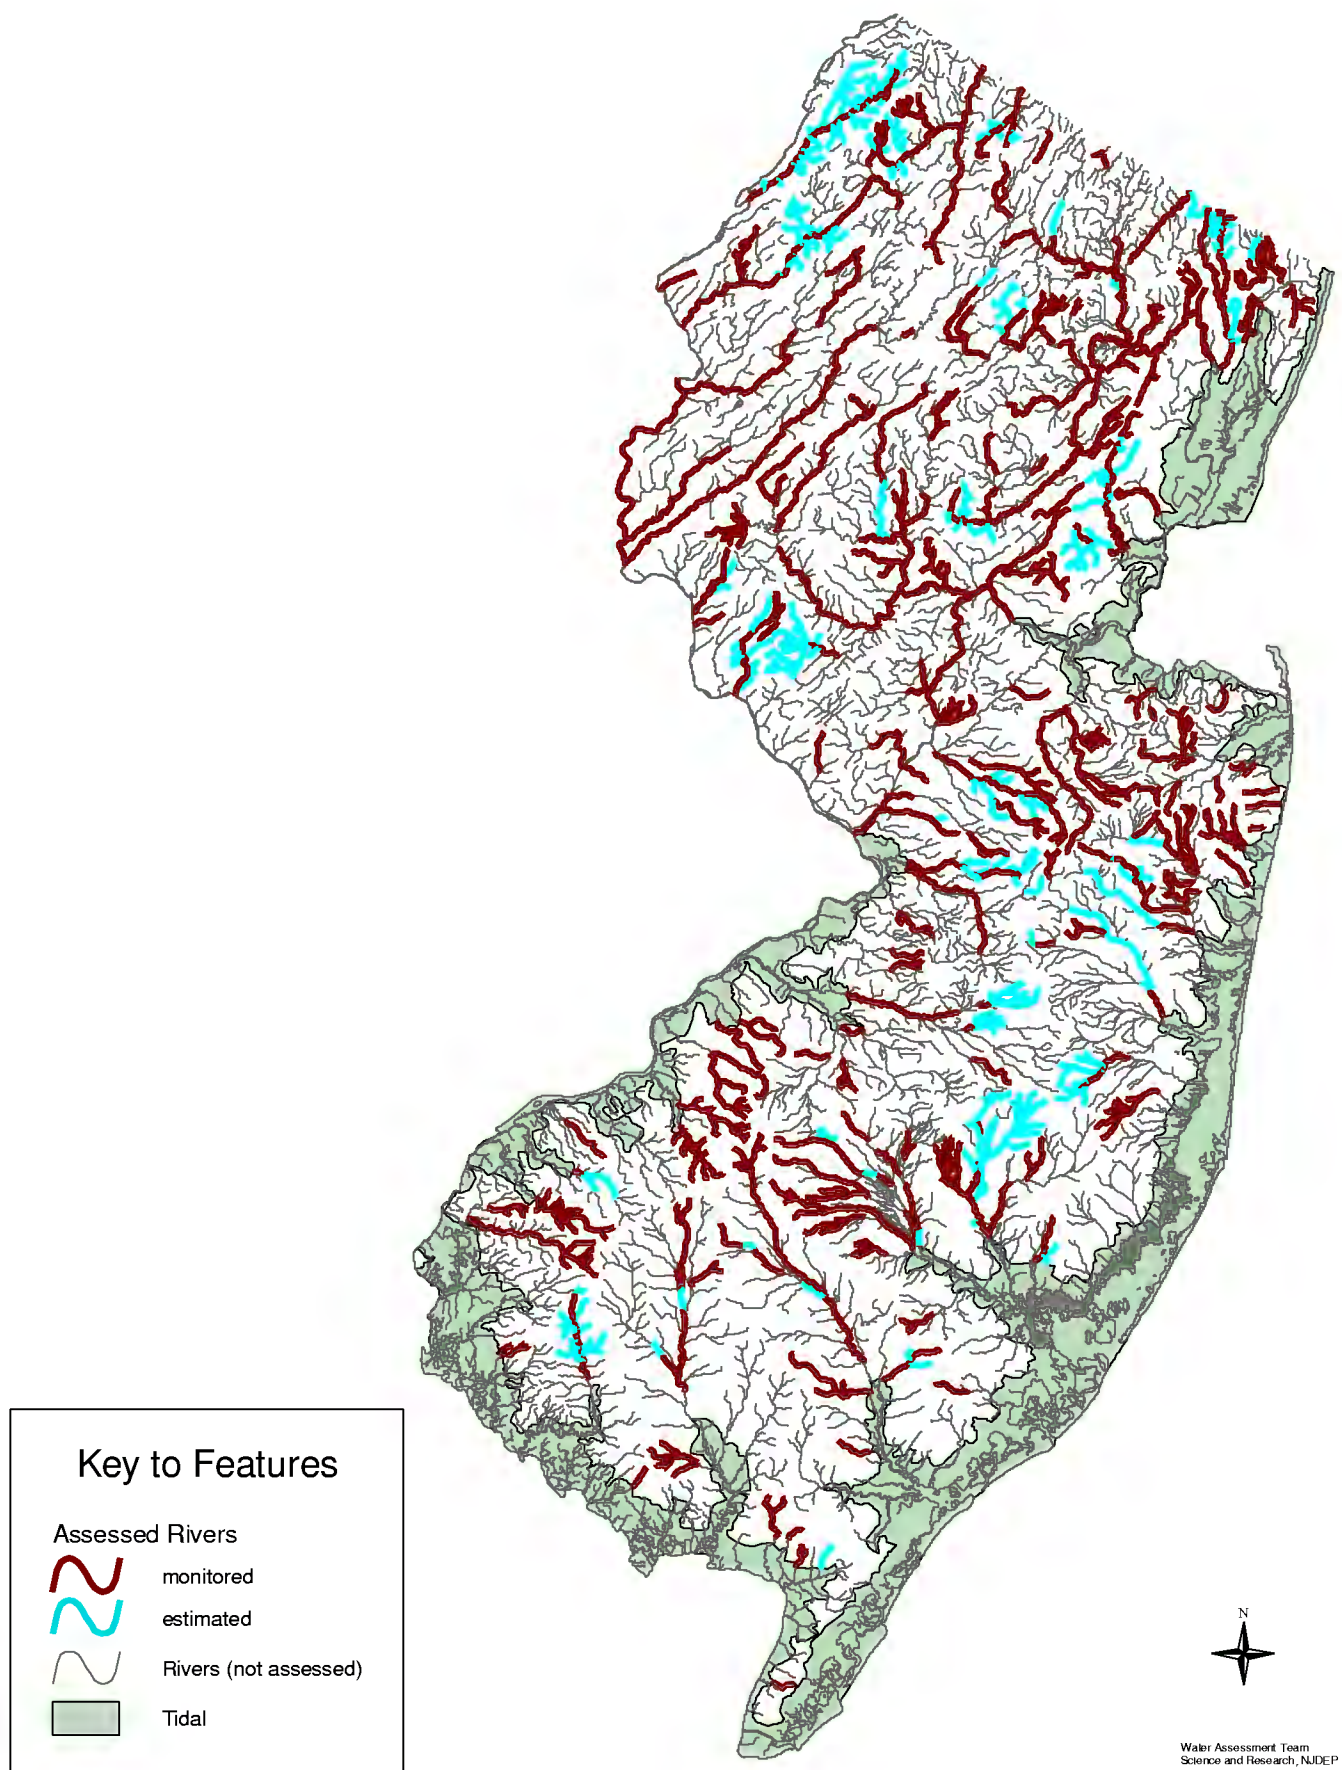 Key to Features
Assessed Rivers
monitored
estimated
Rivers (not assessed)
Tidal
N
Water Assessment Team
Science and Research, NJDEP